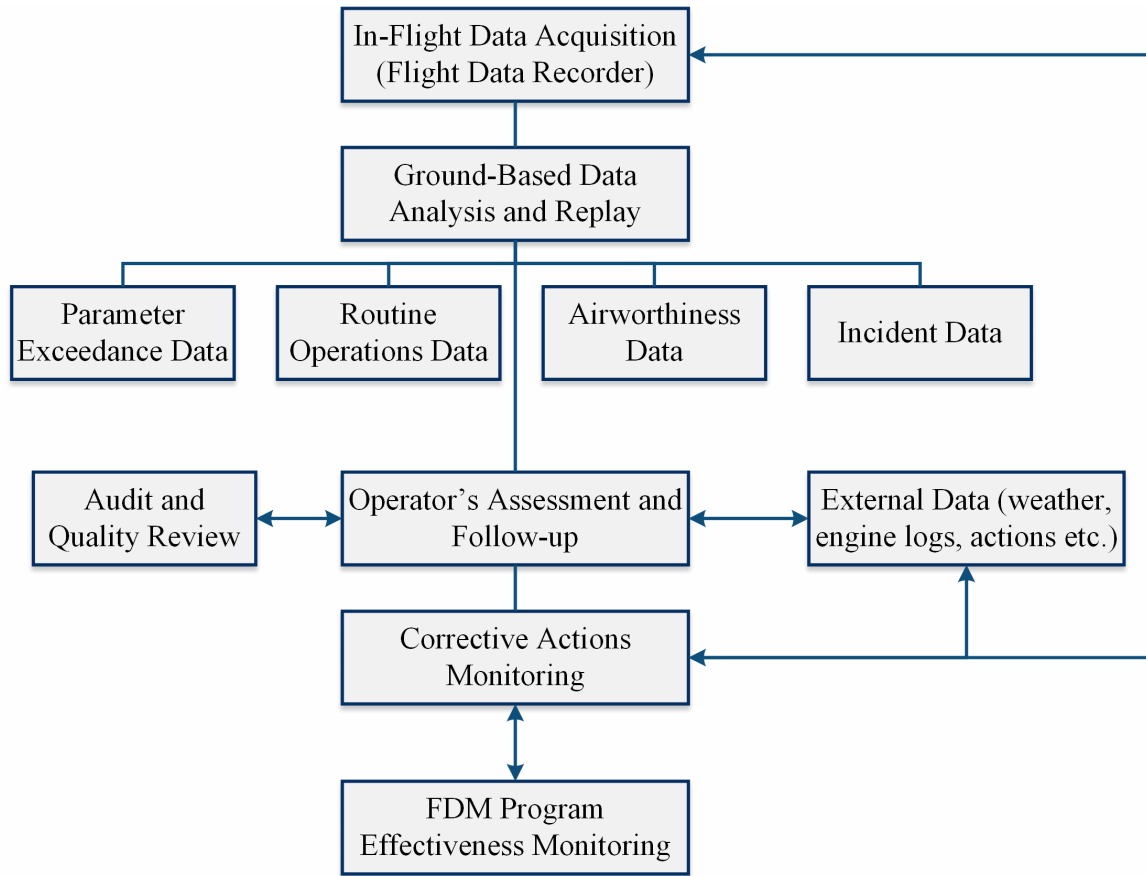 In-Flight Data Acquisition
(Flight Data Recorder)
Ground-Based Data
Analysis and Replay
Parameter
Exceedance Data
Routine
Operations Data
Airworthiness
Data
Incident Data
Audit and
Quality Review
Operator’s Assessment and
Follow-up
External Data (weather,
engine logs, actions etc.)
Corrective Actions
Monitoring
FDM Program
Effectiveness Monitoring